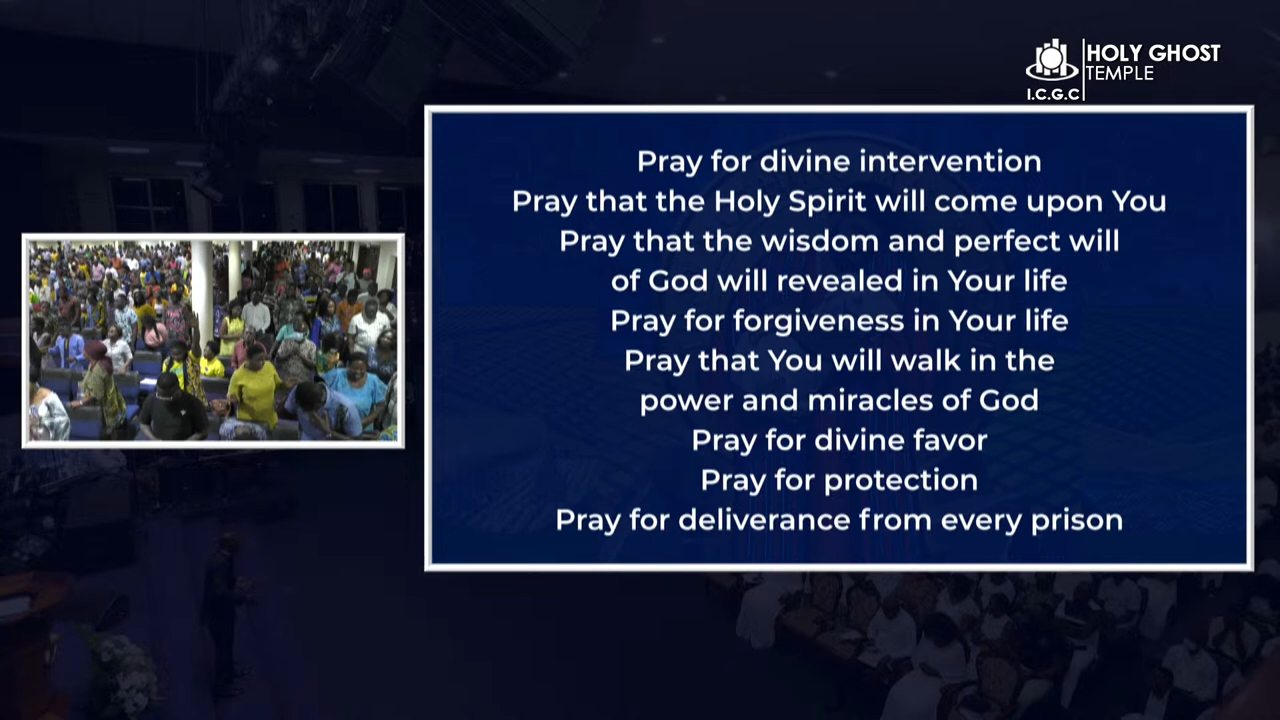 HOLY GHOST
TEMPLE
I.C.G.C
Pray for divine intervention
Pray that the Holy Spirit will come upon You
Pray that the wisdom and perfect will
of God will revealed in Your life
Pray for forgiveness in Your life
Pray that You will walk in the
power and miracles of God
Pray for divine favor
Pray for protection
Pray for deliverance from every prison